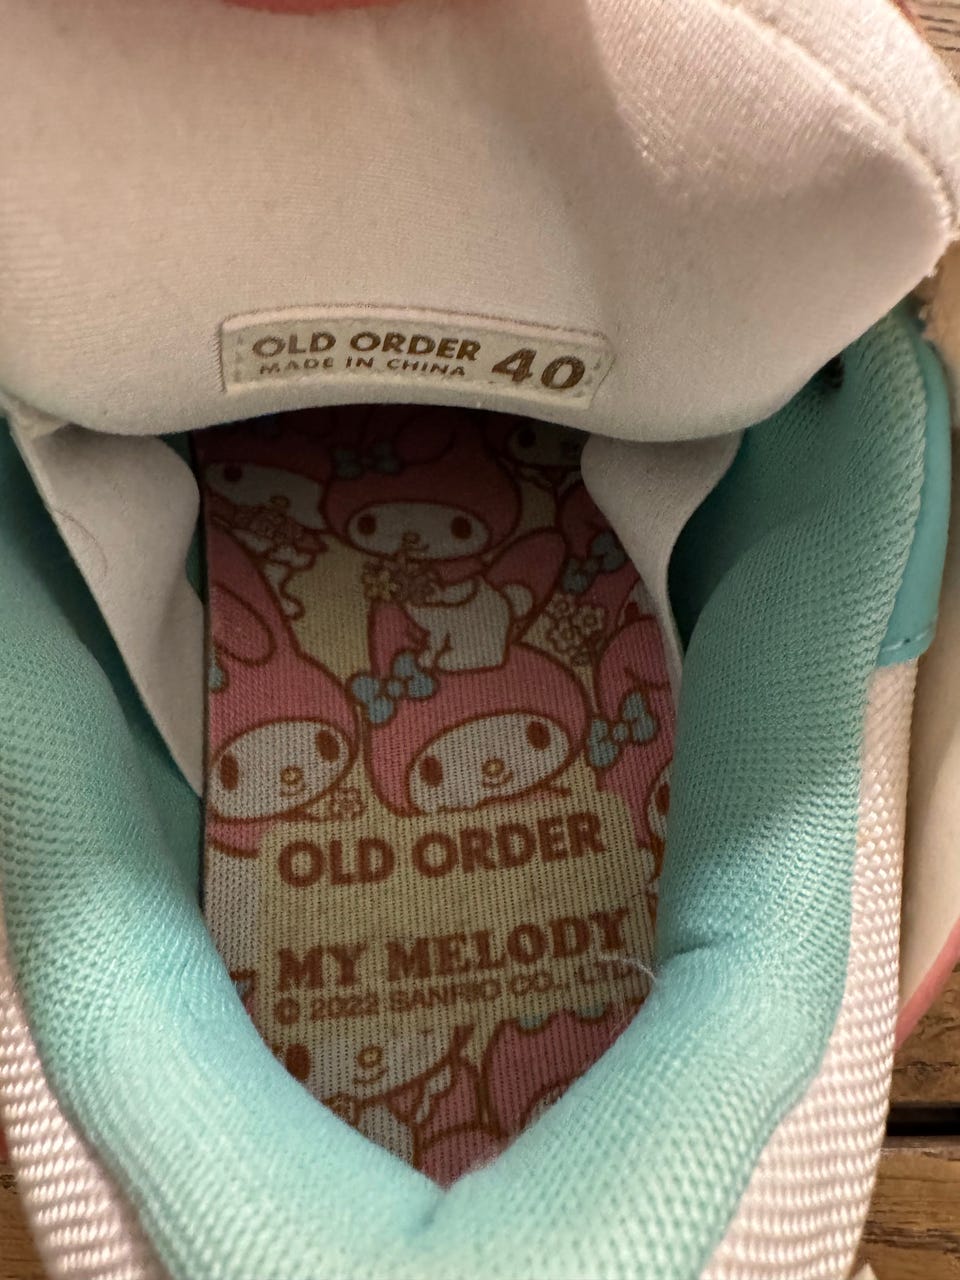 OLD ORDER 40
MADE IN CHINA
OLD ORDER
MY MELODY
© 2022 SANRIO CO., LTD